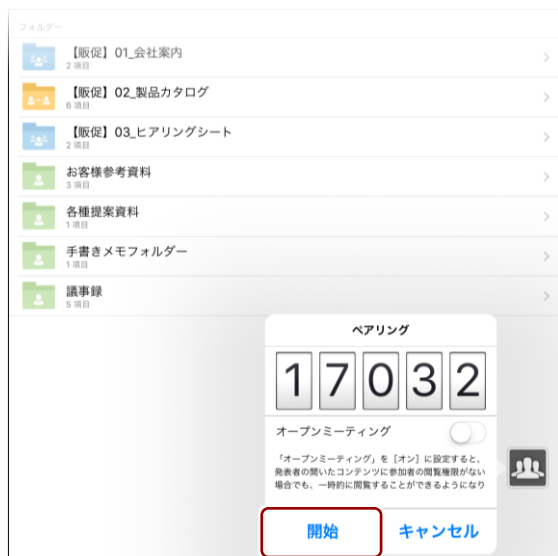 フォルダー
【販促】01_会社案内
2 項目
【販促】02_製品カタログ
6 項目
【販促】03_ヒアリングシート
2 項目
お客様参考資料
3 項目
各種提案資料
1 項目
手書きメモフォルダー
1 項目
議事録
5 項目
ペアリング
17032
オープンミーティング
「オープンミーティング」を［オン］に設定すると、
発表者の開いたコンテンツに参加者の閲覧権限がない
場合でも、一時的に閲覧することができるようになり
開始 キャンセル